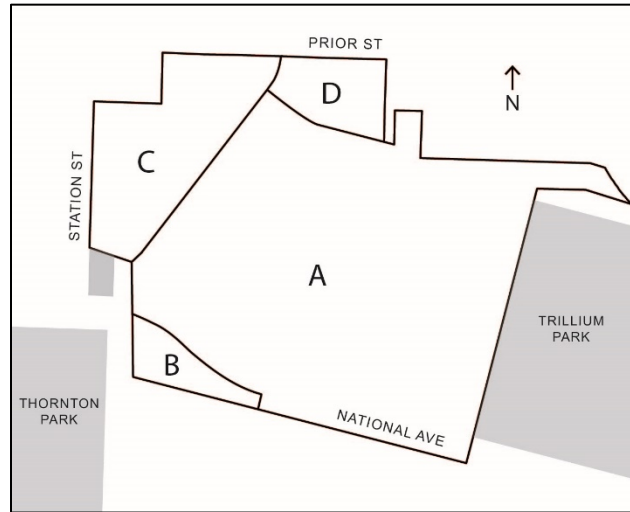 PRIOR ST
D
N
C
STATION ST
A
TRILLIUM
PARK
B
THORNTON
PARK
NATIONAL AVE